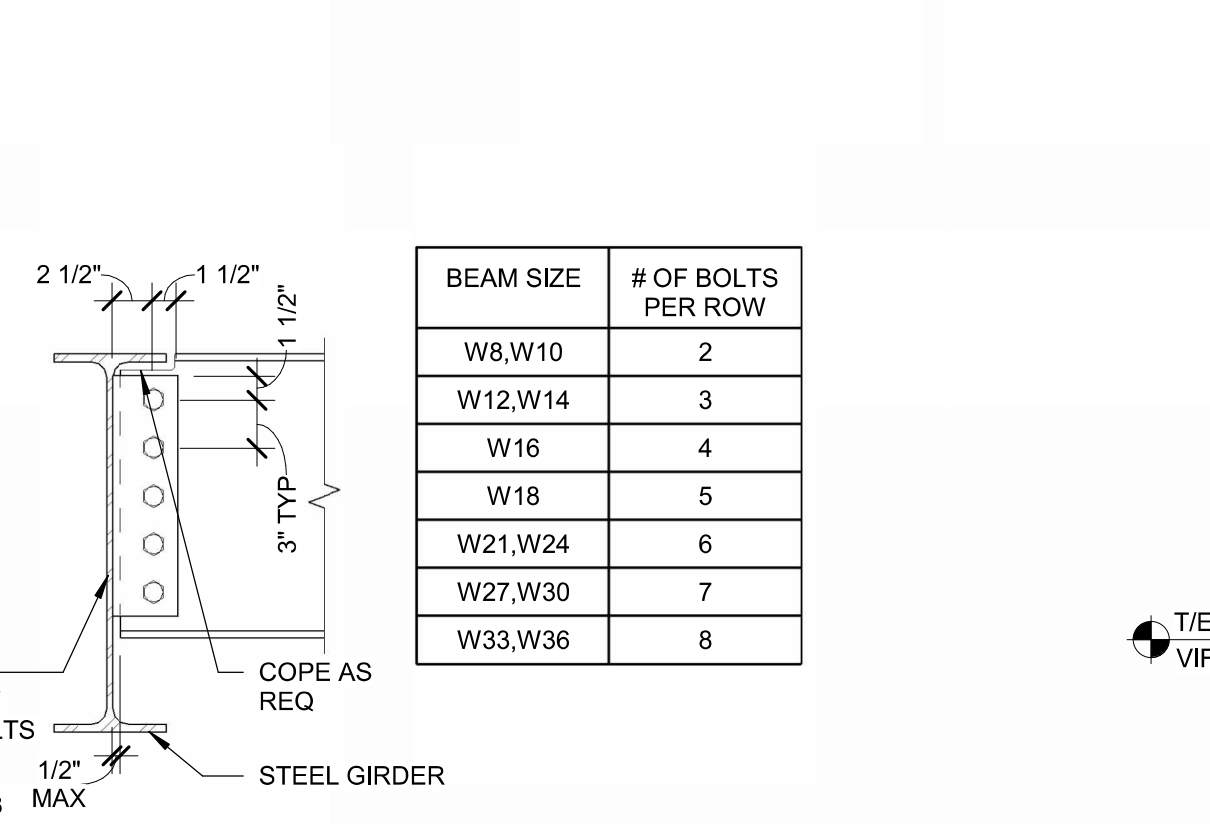 2 1/2"
1 1/2"
1 1/2"
3" TYP
BEAM SIZE
# OF BOLTS
PER ROW
W8,W10
2
W12,W14
3
W16
4
W18
5
W21,W24
6
W27,W30
7
W33,W36
8
COPE AS
REQ
STEEL GIRDER
1/2"
MAX
LTS
T/E